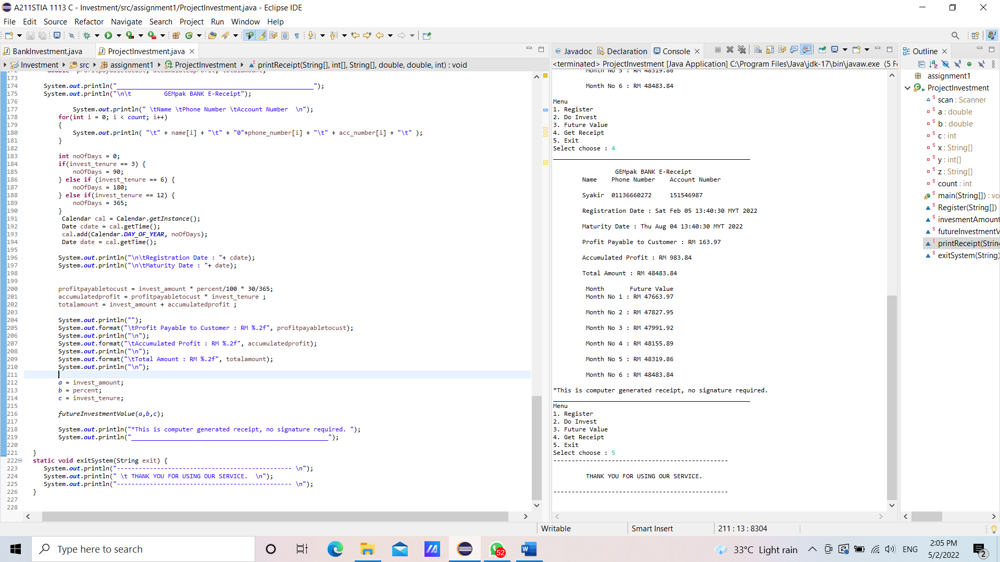 A211STIA 1113 C - Investment/src/assignment1/ProjectInvestment.java - Eclipse IDE
File Edit Source Refactor Navigate Search Project Run Window Help
BankInvestment.java
ProjectInvestment.java
Investment src assignment1 ProjectInvestment printReceipt(String[], int[], String[], double, double, int) : void
173
174 System.out.println("______________________________________________________");
175 System.out.println("\n\t         GEMpak BANK E-Receipt");
176
177 System.out.println(" \tName \tPhone Number \tAccount Number  \n");
178 for(int i = 0; i < count; i++)
179 {
180 System.out.println( "\t" + name[i] + "\t" + "0"+phone_number[i] + "\t" + acc_number[i] + "\t" );
181 }
182
183 int noOfDays = 0;
184 if(invest_tenure == 3) {
185 noOfDays = 90;
186 } else if (invest_tenure == 6) {
187 noOfDays = 180;
188 } else if(invest_tenure == 12) {
189 noOfDays = 365;
190 }
191 Calendar cal = Calendar.getInstance();
192 Date cdate = cal.getTime();
193 cal.add(Calendar.DAY_OF_YEAR, noOfDays);
194 Date date = cal.getTime();
195
196 System.out.println("\n\tRegistration Date : "+ cdate);
197 System.out.println("\n\tMaturity Date : "+ date);
198
199
200 profitpayabletocust = invest_amount * percent/100 * 30/365;
201 accumulatedprofit = profitpayabletocust * invest_tenure ;
202 totalamount = invest_amount + accumulatedprofit ;
203
204 System.out.println("");
205 System.out.format("\tProfit Payable to Customer : RM %.2f", profitpayabletocust);
206 System.out.println("\n");
207 System.out.format("\tAccumulated Profit : RM %.2f", accumulatedprofit);
208 System.out.println("\n");
209 System.out.format("\tTotal Amount : RM %.2f", totalamount);
210 System.out.println("\n");
211
212 a = invest_amount;
213 b = percent;
214 c = invest_tenure;
215
216 futureInvestmentValue(a,b,c);
217
218 System.out.println("*This is computer generated receipt, no signature required. ");
219 System.out.println("______________________________________________________");
220
221 }
222 static void exitSystem(String exit) {
223 System.out.println("------------------------------------------------ \n");
224 System.out.println(" \t THANK YOU FOR USING OUR SERVICE.  \n");
225 System.out.println("------------------------------------------------ \n");
226 }
227
228
Javadoc Declaration Console
<terminated> ProjectInvestment [Java Application] C:\Program Files\Java\jdk-17\bin\javaw.exe (5 F
Month No 5 : RM 48319.86
Month No 6 : RM 48483.84
Menu
1. Register
2. Do Invest
3. Future Value
4. Get Receipt
5. Exit
Select choose : 4
______________________________________________________
GEMpak BANK E-Receipt
Name Phone Number Account Number
Syakir 01136660272 151546987
Registration Date : Sat Feb 05 13:40:30 MYT 2022
Maturity Date : Thu Aug 04 13:40:30 MYT 2022
Profit Payable to Customer : RM 163.97
Accumulated Profit : RM 983.84
Total Amount : RM 48483.84
Month Future Value
Month No 1 : RM 47663.97
Month No 2 : RM 47827.95
Month No 3 : RM 47991.92
Month No 4 : RM 48155.89
Month No 5 : RM 48319.86
Month No 6 : RM 48483.84
*This is computer generated receipt, no signature required.
______________________________________________________
Menu
1. Register
2. Do Invest
3. Future Value
4. Get Receipt
5. Exit
Select choose : 5
------------------------------------------------
THANK YOU FOR USING OUR SERVICE.
------------------------------------------------
Outline
assignment1
ProjectInvestment
scan : Scanner
a : double
b : double
c : int
x : String[]
y : int[]
z : String[]
count : int
main(String[]) : vo
Register(String[])
invesmentAmount
futureInvestmentV
printReceipt(Strin
exitSystem(String)
Writable Smart Insert 211 : 13 : 8304
Type here to search
52
33°C Light rain
ENG
2:05 PM
5/2/2022
2